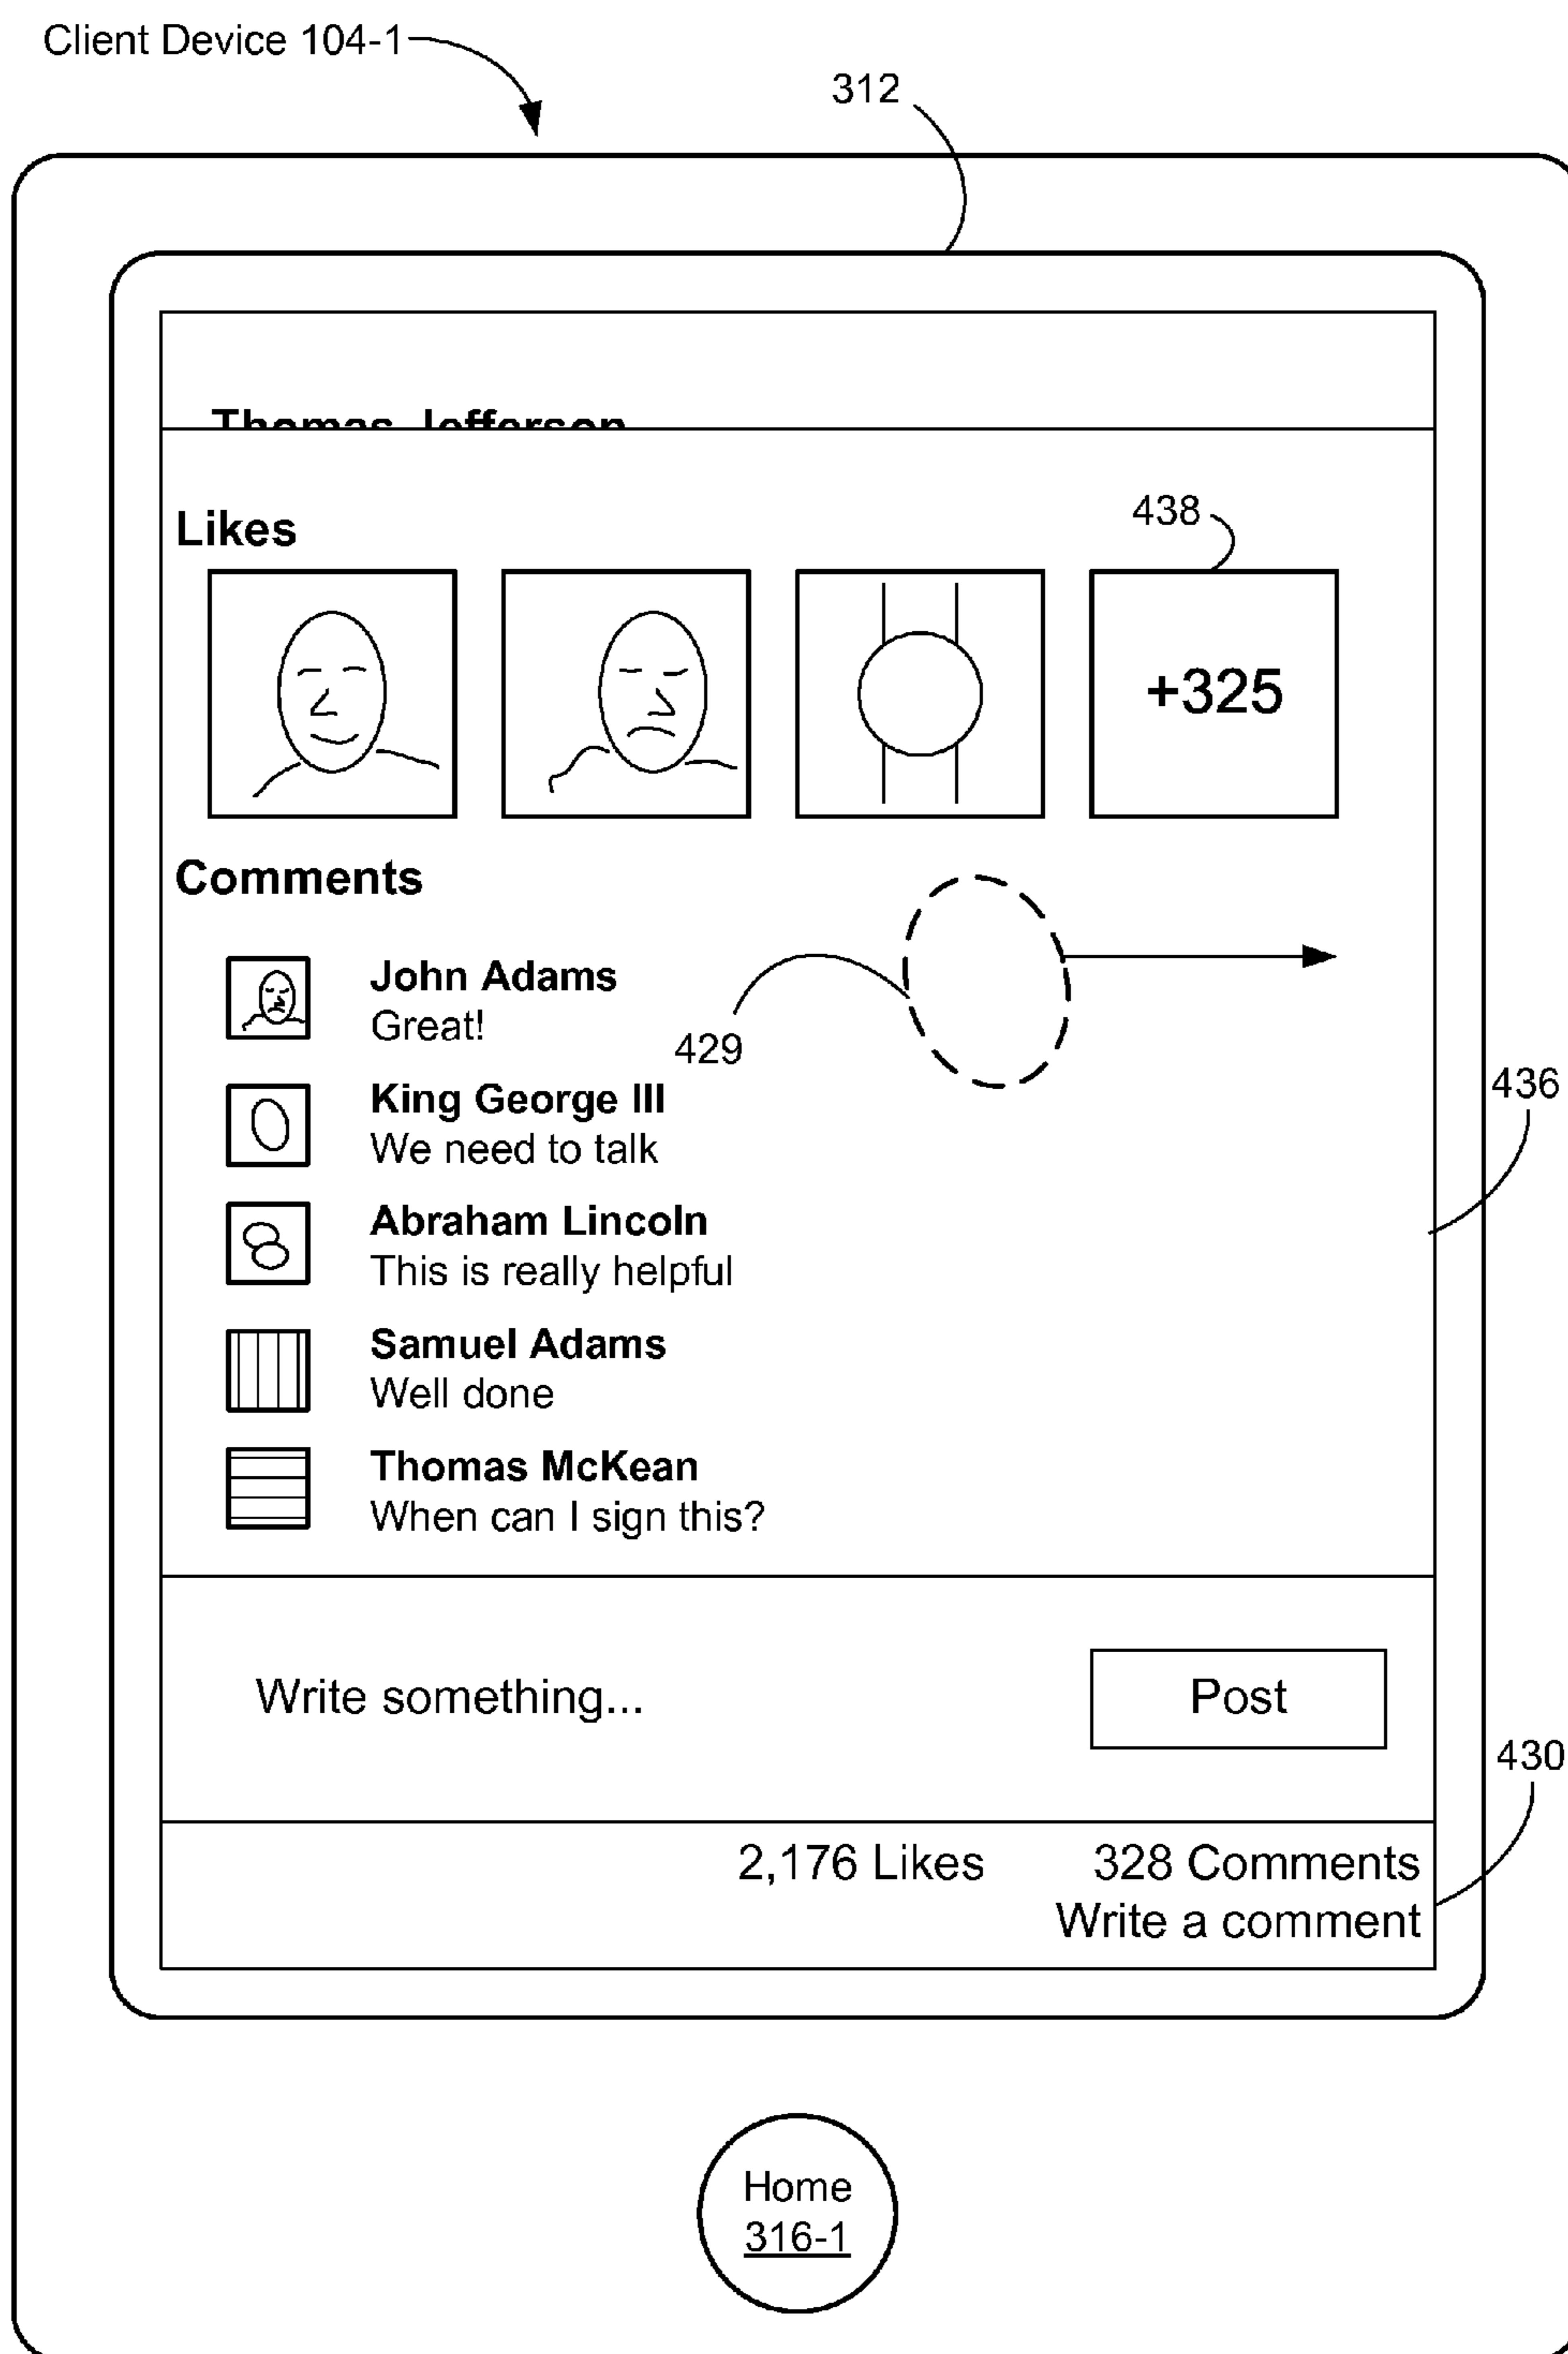 Client Device 104-1
312
Thomas Jefferson
Likes
438
+325
Comments
John Adams
Great!
429
King George III
We need to talk
436
Abraham Lincoln
This is really helpful
Samuel Adams
Well done
Thomas McKean
When can I sign this?
Write something...
Post
430
2,176 Likes 328 Comments
Write a comment
Home
316-1